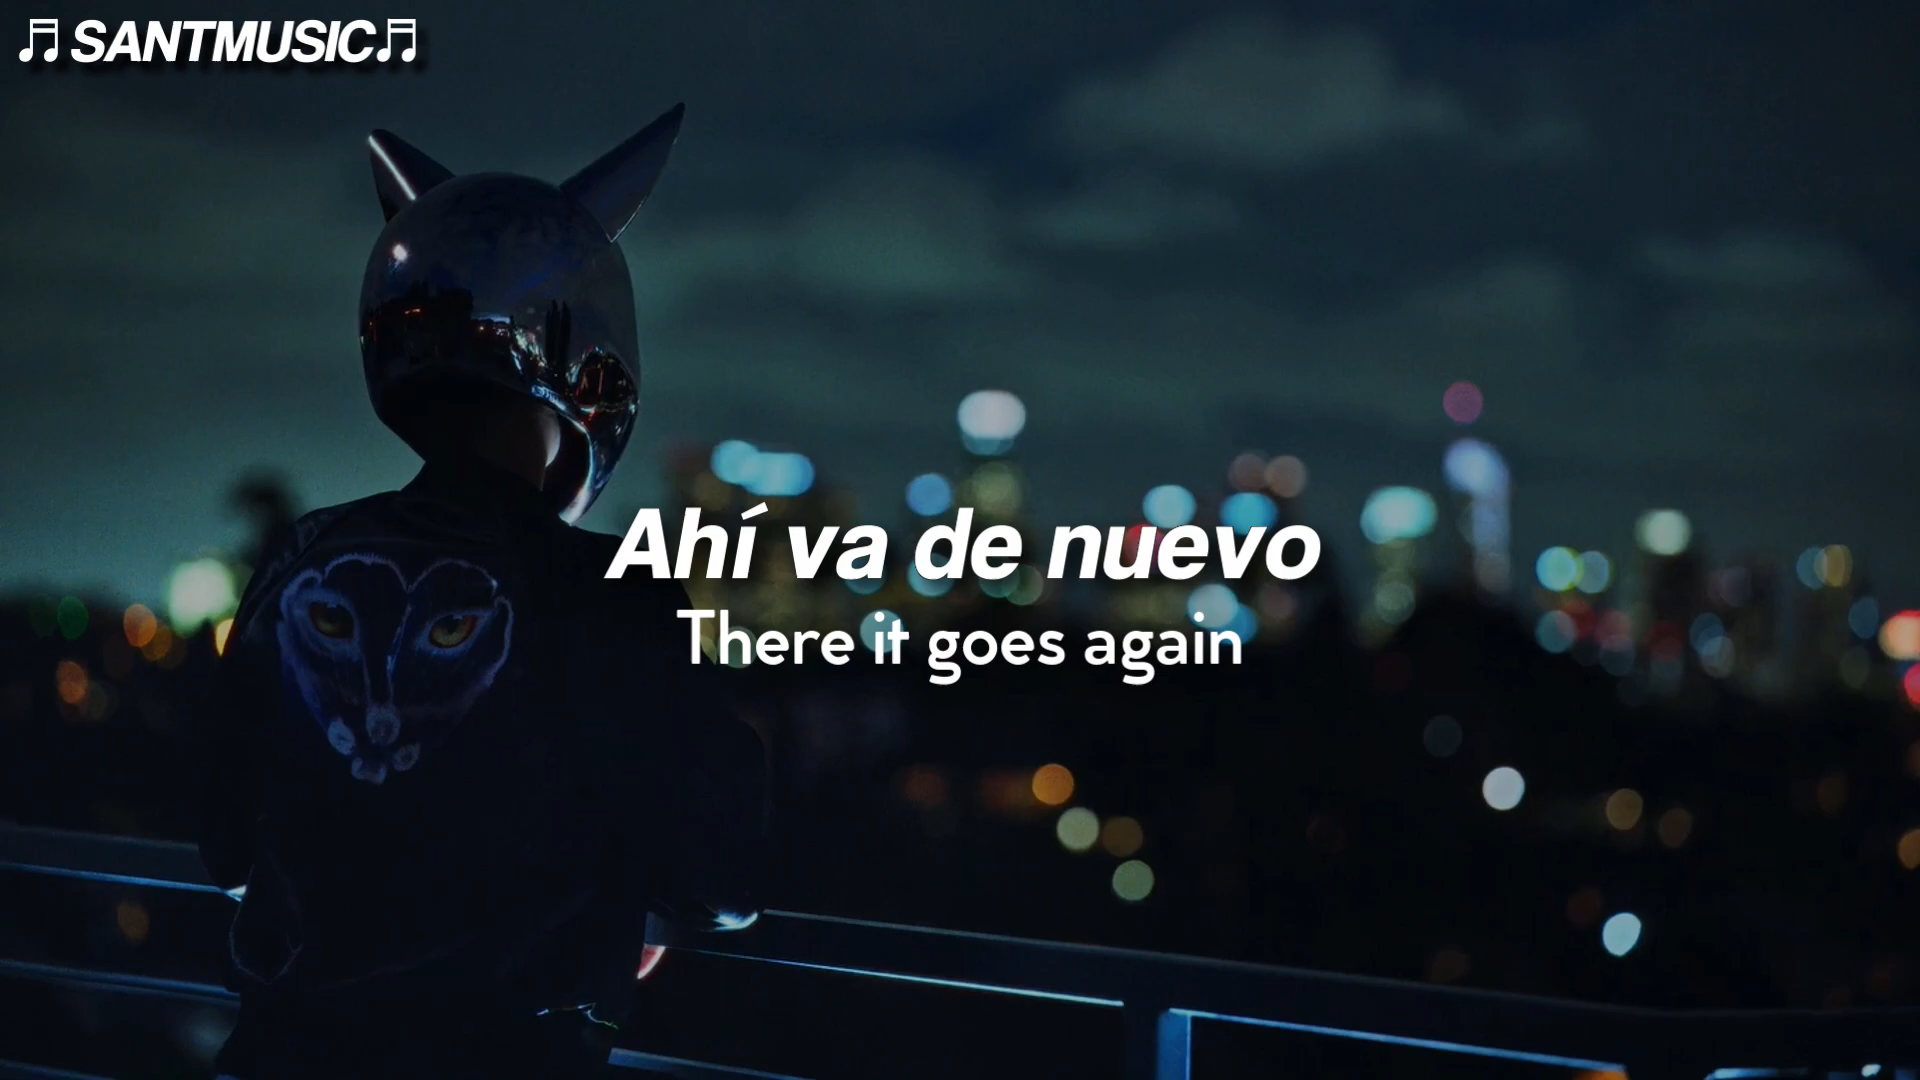 🎵SANTMUSIC🎵
Ahí va de nuevo
There it goes again